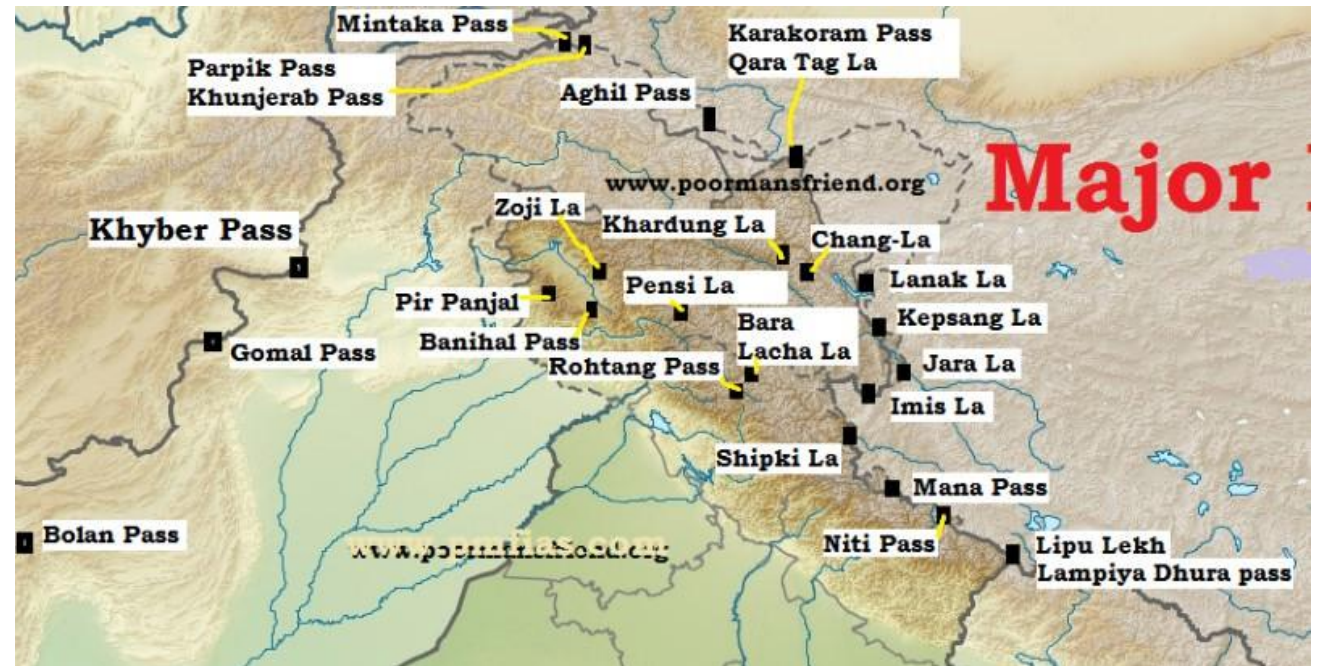 Mintaka Pass
Karakoram Pass
Qara Tag La
Parpik Pass
Khunjerab Pass
Aghil Pass
Major
www.poormansfriend.org
Zoji La
Khardung La
Khyber Pass
Chang-La
Lanak La
Pensi La
Pir Panjal
Bara
Lacha La
Kepsang La
Banihal Pass
Gomal Pass
Rohtang Pass
Jara La
Imis La
Shipki La
Mana Pass
Bolan Pass
Niti Pass
Lipu Lekh
Lampiya Dhura pass